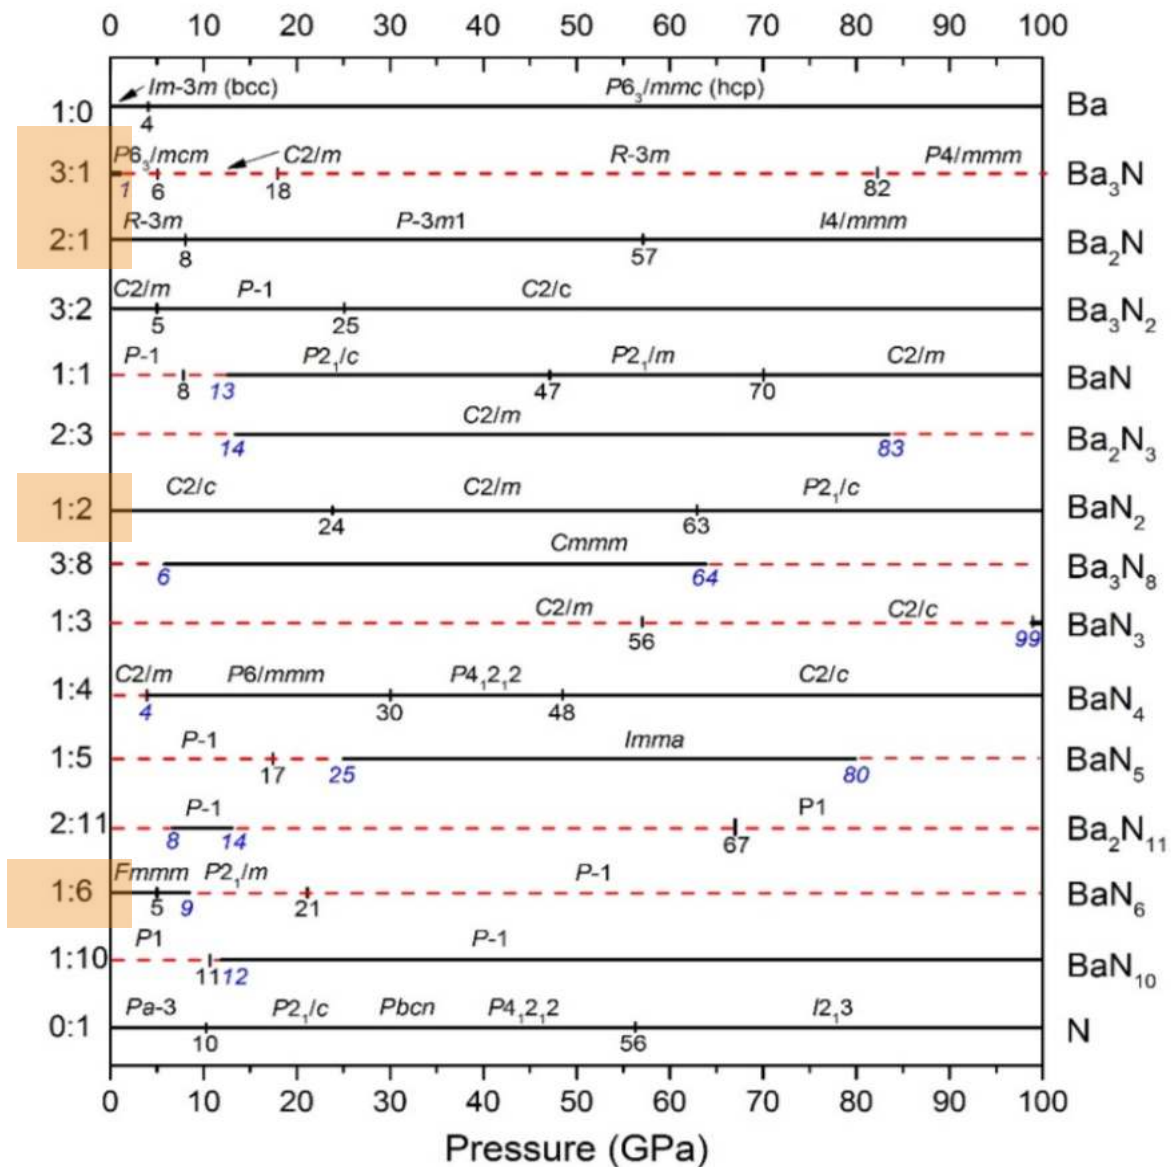 0 10 20 30 40 50 60 70 80 90 100
Im-3m (bcc) P6₃/mmc (hcp)
1:0 Ba
4
P6₃/mcm C2/m R-3m P4/mmm
3:1 Ba₃N
1 6 18 82
R-3m P-3m1 I4/mmm
2:1 Ba₂N
8 57
C2/m P-1 C2/c
3:2 Ba₃N₂
5 25
P-1 P2₁/c P2₁/m C2/m
1:1 BaN
8 13 47 70
C2/m
2:3 Ba₂N₃
14 83
C2/c C2/m P2₁/c
1:2 BaN₂
24 63
Cmmm
3:8 Ba₃N₈
6 64
C2/m C2/c
1:3 BaN₃
56 99
C2/m P6/mmm P4₁2₁2 C2/c
1:4 BaN₄
4 30 48
P-1 Imma
1:5 BaN₅
17 25 80
P-1 P1
2:11 Ba₂N₁₁
8 14 67
Fmmm P2₁/m P-1
1:6 BaN₆
5 9 21
P1 P-1
1:10 BaN₁₀
11 12
Pa-3 P2₁/c Pbcn P4₁2₁2 I2₁3
0:1 N
10 56
0 10 20 30 40 50 60 70 80 90 100
Pressure (GPa)